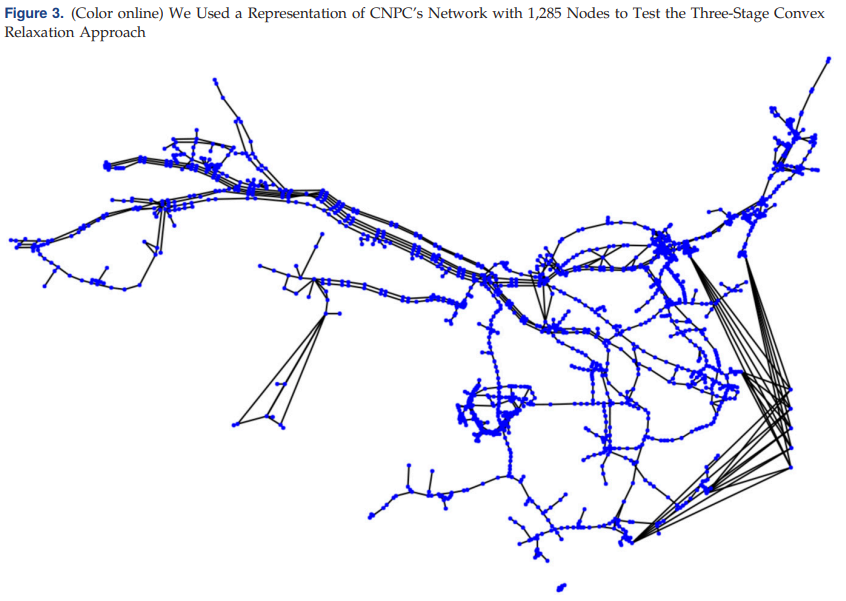 Figure 3. (Color online) We Used a Representation of CNPC’s Network with 1,285 Nodes to Test the Three-Stage Convex
Relaxation Approach